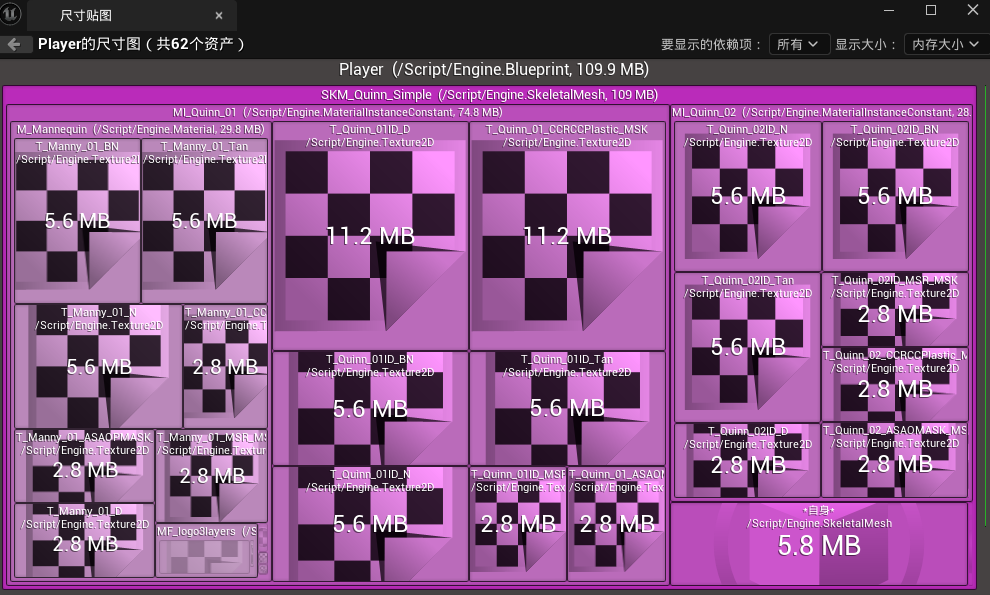 尺寸贴图
Player的尺寸图（共62个资产）
要显示的依赖项： 所有 显示大小： 内存大小
Player (/Script/Engine.Blueprint, 109.9 MB)
SKM_Quinn_Simple (/Script/Engine.SkeletalMesh, 109 MB)
MI_Quinn_01 (/Script/Engine.MaterialInstanceConstant, 74.8 MB)
M_Mannequin (/Script/Engine.Material, 29.8 MB)
T_Manny_01_BN
/Script/Engine.Texture2D
5.6 MB
T_Manny_01_Tan
/Script/Engine.Texture2D
5.6 MB
T_Manny_01_N
/Script/Engine.Texture2D
5.6 MB
T_Manny_01_CC
/Script/Engine.T
2.8 MB
T_Manny_01_ASAOPMASK
/Script/Engine.Texture2D
2.8 MB
T_Manny_01_MSR_MS
/Script/Engine.Textur
2.8 MB
T_Manny_01_D
/Script/Engine.Texture2D
2.8 MB
MF_logo3layers (/S
T_Quinn_01ID_D
/Script/Engine.Texture2D
11.2 MB
T_Quinn_01_CCRCCPlastic_MSK
/Script/Engine.Texture2D
11.2 MB
T_Quinn_01ID_BN
/Script/Engine.Texture2D
5.6 MB
T_Quinn_01ID_Tan
/Script/Engine.Texture2D
5.6 MB
T_Quinn_01ID_N
/Script/Engine.Texture2D
5.6 MB
T_Quinn_01ID_MSR
/Script/Engine.Tex
2.8 MB
T_Quinn_01_ASAOM
/Script/Engine.Tex
2.8 MB
MI_Quinn_02 (/Script/Engine.MaterialInstanceConstant, 28.
T_Quinn_02ID_N
/Script/Engine.Texture2D
5.6 MB
T_Quinn_02ID_BN
/Script/Engine.Texture2D
5.6 MB
T_Quinn_02ID_Tan
/Script/Engine.Texture2D
5.6 MB
T_Quinn_02ID_MSR_MSK
/Script/Engine.Texture2D
2.8 MB
T_Quinn_02_CCRCCPlastic_M
/Script/Engine.Texture2D
2.8 MB
T_Quinn_02ID_D
/Script/Engine.Texture2D
2.8 MB
T_Quinn_02_ASAOMASK_MS
/Script/Engine.Texture2D
2.8 MB
*自身*
/Script/Engine.SkeletalMesh
5.8 MB